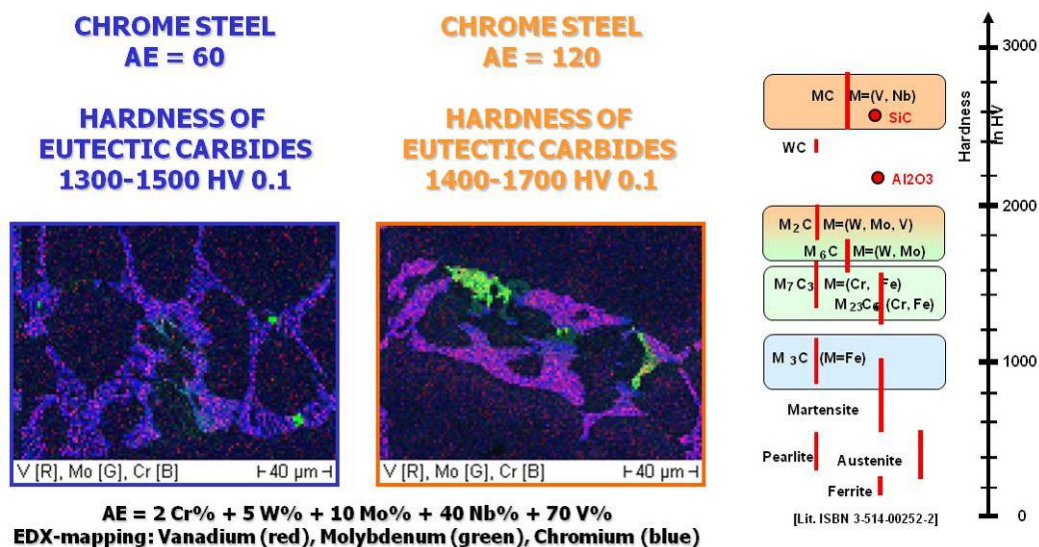 CHROME STEEL
AE = 60
HARDNESS OF
EUTECTIC CARBIDES
1300-1500 HV 0.1
CHROME STEEL
AE = 120
HARDNESS OF
EUTECTIC CARBIDES
1400-1700 HV 0.1
V [R], Mo [G], Cr [B] 40 µm
V [R], Mo [G], Cr [B] 40 µm
AE = 2 Cr% + 5 W% + 10 Mo% + 40 Nb% + 70 V%
EDX-mapping: Vanadium (red), Molybdenum (green), Chromium (blue)
3000
Hardness
in HV
MC M=(V, Nb)
SiC
WC
Al2O3
2000
M2C M=(W, Mo, V)
M6C M=(W, Mo)
M7C3 M=(Cr, Fe)
M23C6 (Cr, Fe)
1000
M3C (M=Fe)
Martensite
Pearlite
Austenite
Ferrite
[Lit. ISBN 3-514-00252-2]
0